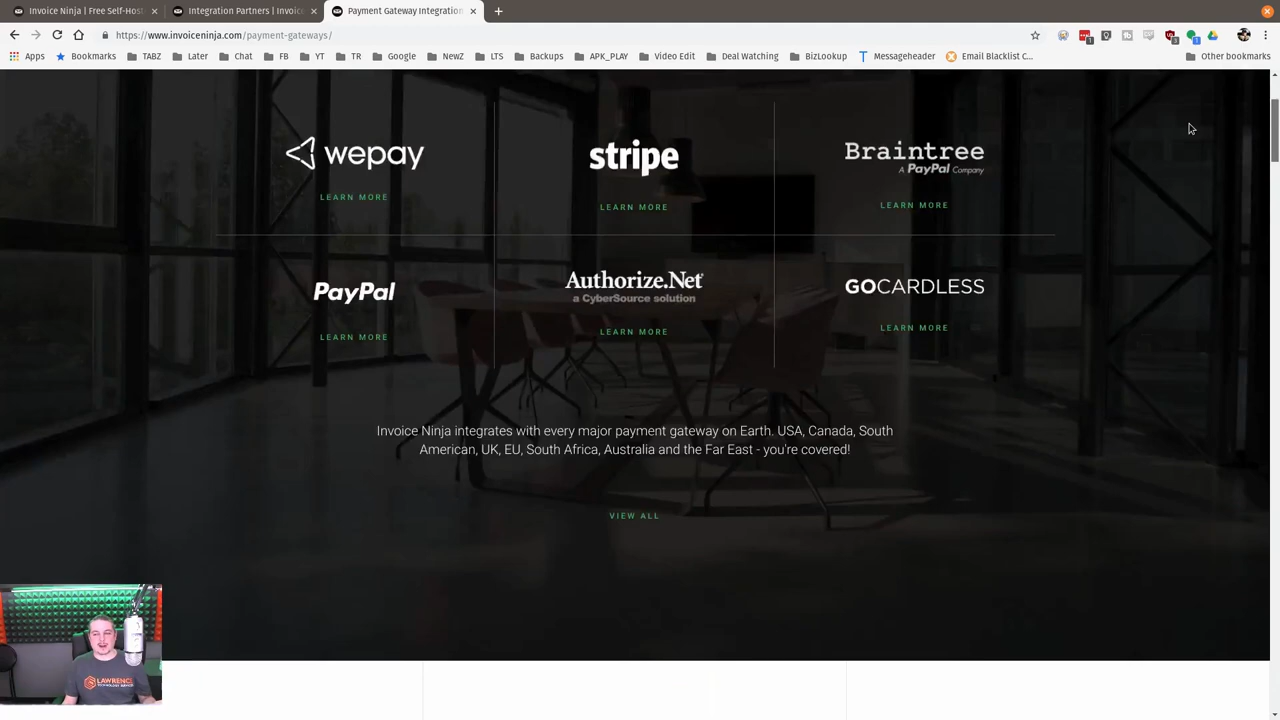 Invoice Ninja | Free Self-Host
Integration Partners | Invoice
Payment Gateway Integration
https://www.invoiceninja.com/payment-gateways/
Apps
Bookmarks
TABZ
Later
Chat
FB
YT
TR
Google
NewZ
LTS
Backups
APK_PLAY
Video Edit
Deal Watching
BizLookup
Messageheader
Email Blacklist C...
Other bookmarks
wepay
LEARN MORE
stripe
LEARN MORE
Braintree
A PayPal Company
LEARN MORE
PayPal
LEARN MORE
Authorize.Net
a CyberSource solution
LEARN MORE
GOCARDLESS
LEARN MORE
Invoice Ninja integrates with every major payment gateway on Earth. USA, Canada, South
American, UK, EU, South Africa, Australia and the Far East - you're covered!
VIEW ALL
LAWRENCE